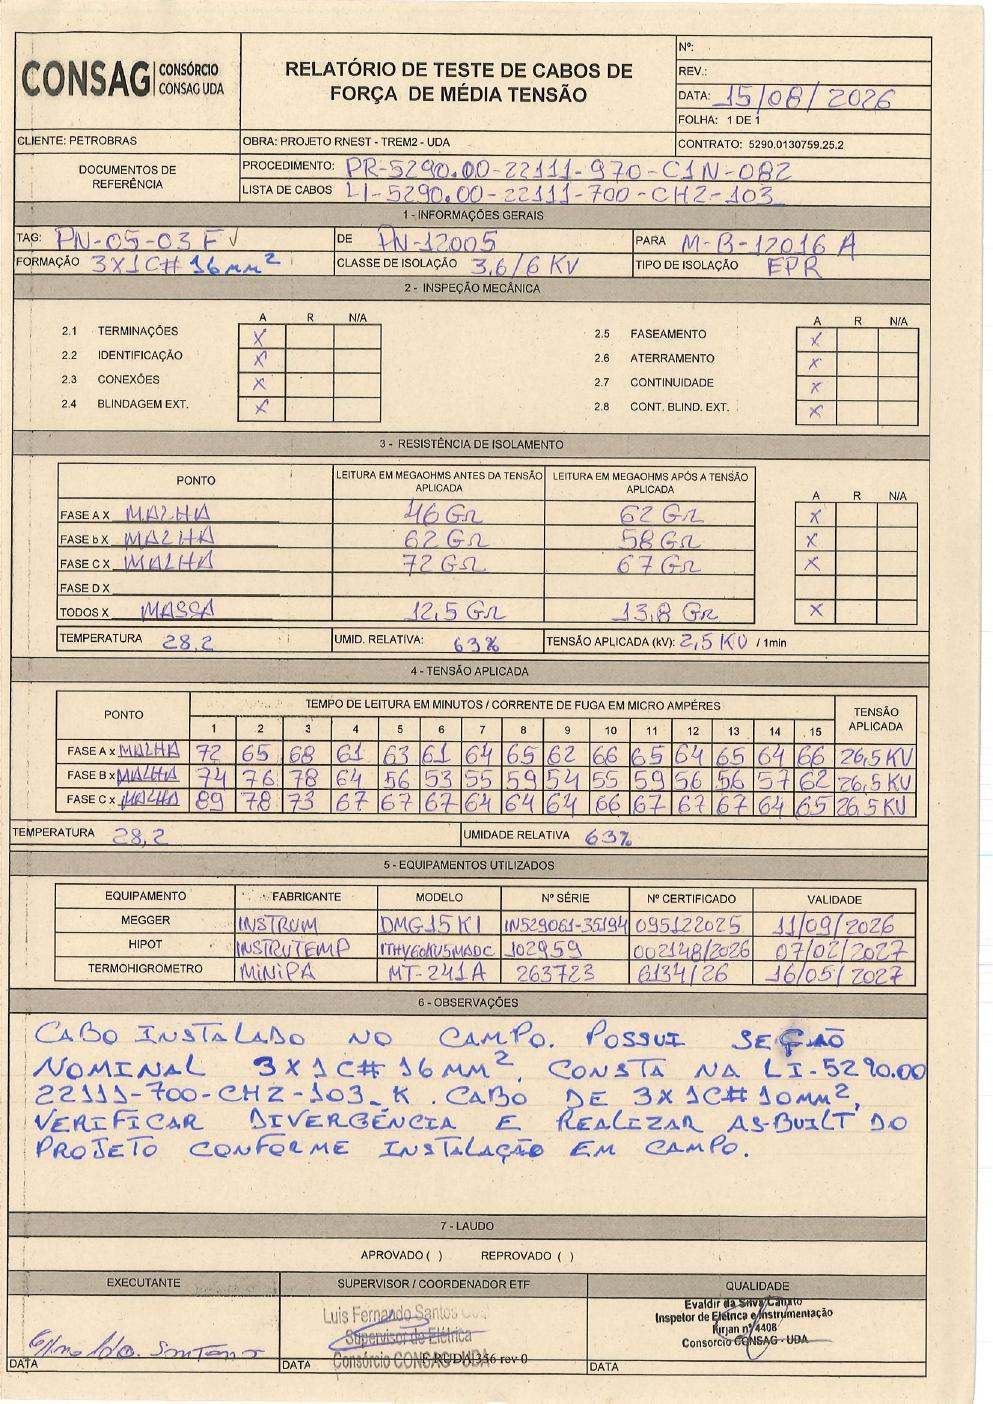 CONSAG CONSÓRCIO CONSAG UDA
RELATÓRIO DE TESTE DE CABOS DE FORÇA DE MÉDIA TENSÃO
Nº:
REV.:
DATA: 15/08/2026
FOLHA: 1 DE 1
CLIENTE: PETROBRAS
OBRA: PROJETO RNEST - TREM2 - UDA
CONTRATO: 5290.0130759.25.2
DOCUMENTOS DE REFERÊNCIA
PROCEDIMENTO: PR-5290.00-22111-970-C1N-082
LISTA DE CABOS LI-5290.00-22111-700-CHZ-103
1 - INFORMAÇÕES GERAIS
TAG: PN-05-03 F √ DE PN-12005 PARA M-B-12016 A
FORMAÇÃO 3X1C# 16mm² CLASSE DE ISOLAÇÃO 3,6/6 KV TIPO DE ISOLAÇÃO EPR
2 - INSPEÇÃO MECÂNICA
A R N/A A R N/A
2.1 TERMINAÇÕES X 2.5 FASEAMENTO X
2.2 IDENTIFICAÇÃO X 2.6 ATERRAMENTO X
2.3 CONEXÕES X 2.7 CONTINUIDADE X
2.4 BLINDAGEM EXT. X 2.8 CONT. BLIND. EXT. X
3 - RESISTÊNCIA DE ISOLAMENTO
PONTO LEITURA EM MEGAOHMS ANTES DA TENSÃO APLICADA LEITURA EM MEGAOHMS APÓS A TENSÃO APLICADA A R N/A
FASE A X MALHA 46 GΩ 62 GΩ X
FASE b X MALHA 62 GΩ 58 GΩ X
FASE C X MALHA 72 GΩ 67 GΩ X
FASE D X
TODOS X MASSA 12,5 GΩ 13,8 GΩ X
TEMPERATURA 28,2 UMID. RELATIVA: 63% TENSÃO APLICADA (kV): 2,5 KV / 1min
4 - TENSÃO APLICADA
PONTO TEMPO DE LEITURA EM MINUTOS / CORRENTE DE FUGA EM MICRO AMPÉRES TENSÃO APLICADA
1 2 3 4 5 6 7 8 9 10 11 12 13 14 15
FASE A x MALHA 72 65 68 61 63 61 64 65 62 66 65 64 65 64 66 26,5 KV
FASE B x MALHA 74 76 78 64 56 53 55 59 54 55 59 56 56 57 62 26,5 KV
FASE C x MALHA 89 78 73 67 67 67 64 64 64 66 67 67 67 64 65 26,5 KV
TEMPERATURA 28,2 UMIDADE RELATIVA 63%
5 - EQUIPAMENTOS UTILIZADOS
EQUIPAMENTO FABRICANTE MODELO Nº SÉRIE Nº CERTIFICADO VALIDADE
MEGGER INSTRUM DMG15KI IN529061-35194 095122025 11/09/2026
HIPOT INSTRUTEMP ITHV60KV5MADC 102959 002148/2026 07/02/2027
TERMOHIGROMETRO MINIPA MT-241A 263723 6134/26 16/05/2027
6 - OBSERVAÇÕES
CABO INSTALADO NO CAMPO. POSSUI SEÇÃO
NOMINAL 3X1C# 16MM². CONSTA NA LI-5290.00
22111-700-CHZ-103_K. CABO DE 3X1C# 10MM²,
VERIFICAR DIVERGÊNCIA E REALIZAR AS-BUILT DO
PROJETO CONFORME INSTALAÇÃO EM CAMPO.
7 - LAUDO
APROVADO ( ) REPROVADO ( )
EXECUTANTE SUPERVISOR / COORDENADOR ETF QUALIDADE
Luis Fernando Santos
Supervisor de Elétrica
Consórcio CONSAG - UDA
Evaldir da Silva Canuto
Inspetor de Elétrica e Instrumentação
nº 4408
Consorcio CONSAG - UDA
DATA DATA 356 rev 0 DATA